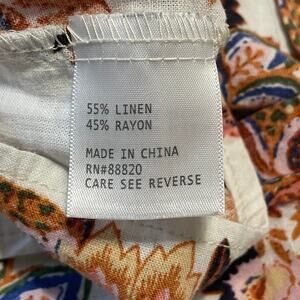 55% LINEN
45% RAYON
MADE IN CHINA
RN#88820
CARE SEE REVERSE